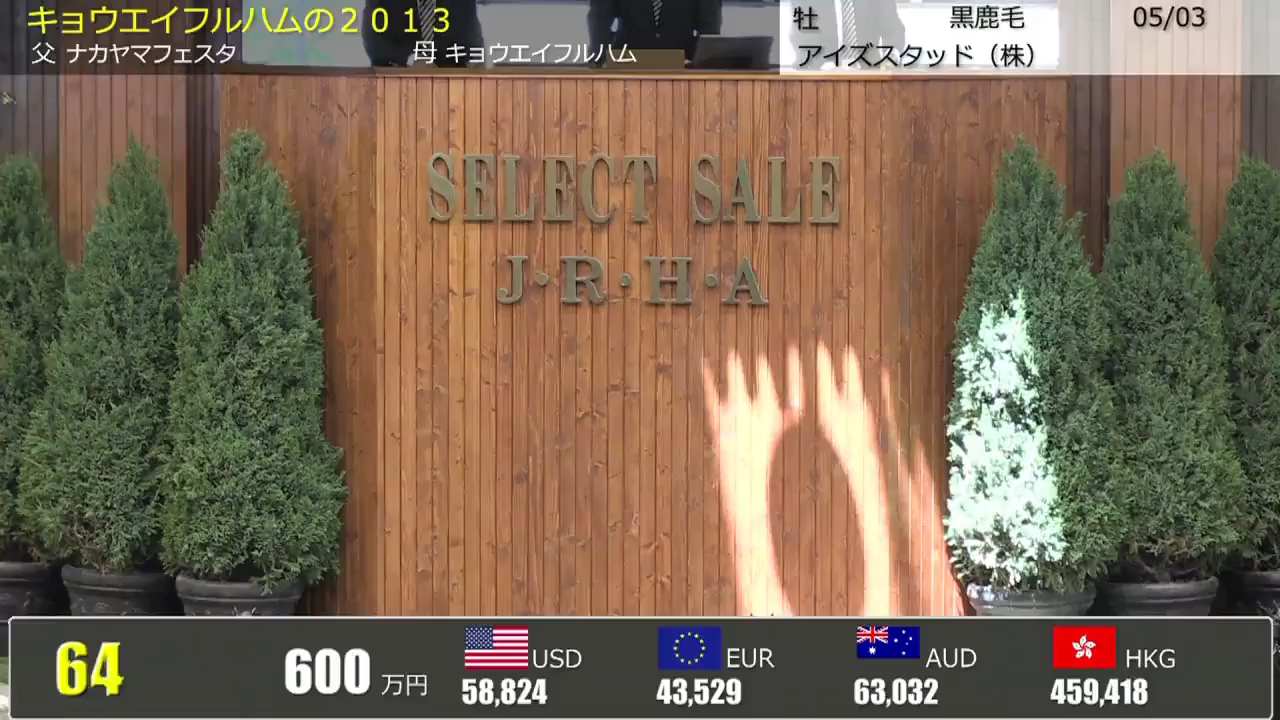 キョウエイフルハムの２０１３
父 ナカヤマフェスタ 母 キョウエイフルハム
牡 黒鹿毛 05/03
アイズスタッド（株）
SELECT SALE
J·R·H·A
64 600 万円
USD 58,824
EUR 43,529
AUD 63,032
HKG 459,418